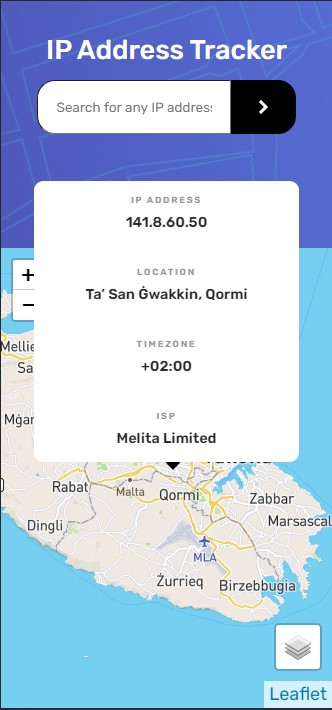 IP Address Tracker
Search for any IP address
IP ADDRESS
141.8.60.50
LOCATION
Ta’ San Ġwakkin, Qormi
TIMEZONE
+02:00
ISP
Melita Limited
+
−
Mellie
Sa
Mġar
Rabat
Malta
Qormi
Zabbar
Marsascal
Dingli
MLA
Żurrieq
Birzebbugia
Leaflet